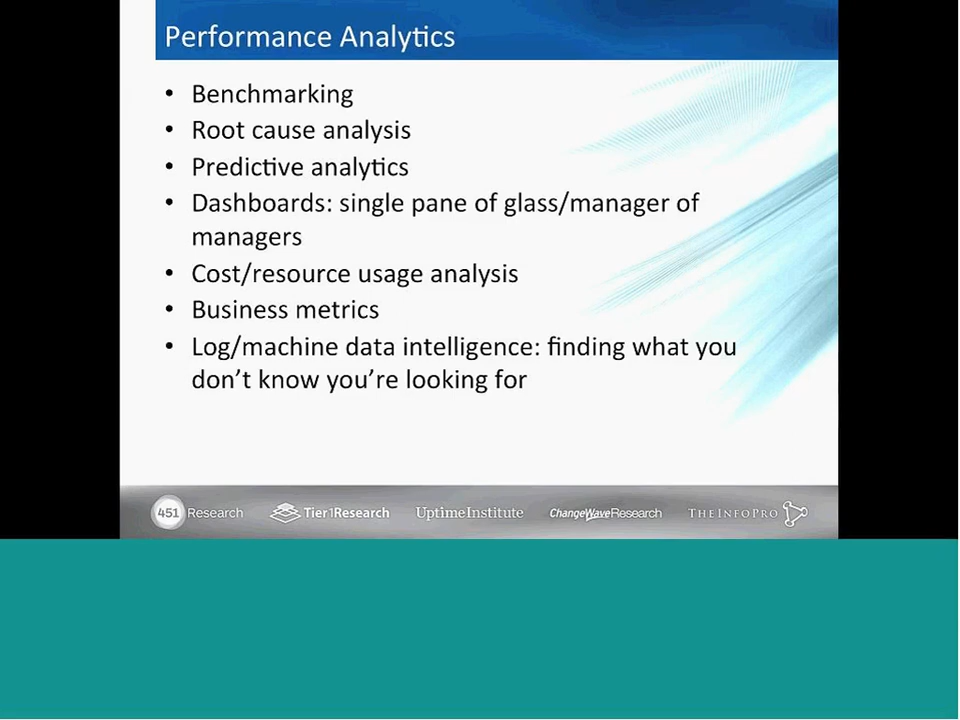 Performance Analytics
• Benchmarking
• Root cause analysis
• Predictive analytics
• Dashboards: single pane of glass/manager of
managers
• Cost/resource usage analysis
• Business metrics
• Log/machine data intelligence: finding what you
don’t know you’re looking for
451 Research Tier1Research UptimeInstitute ChangeWaveResearch THEINFOPRO